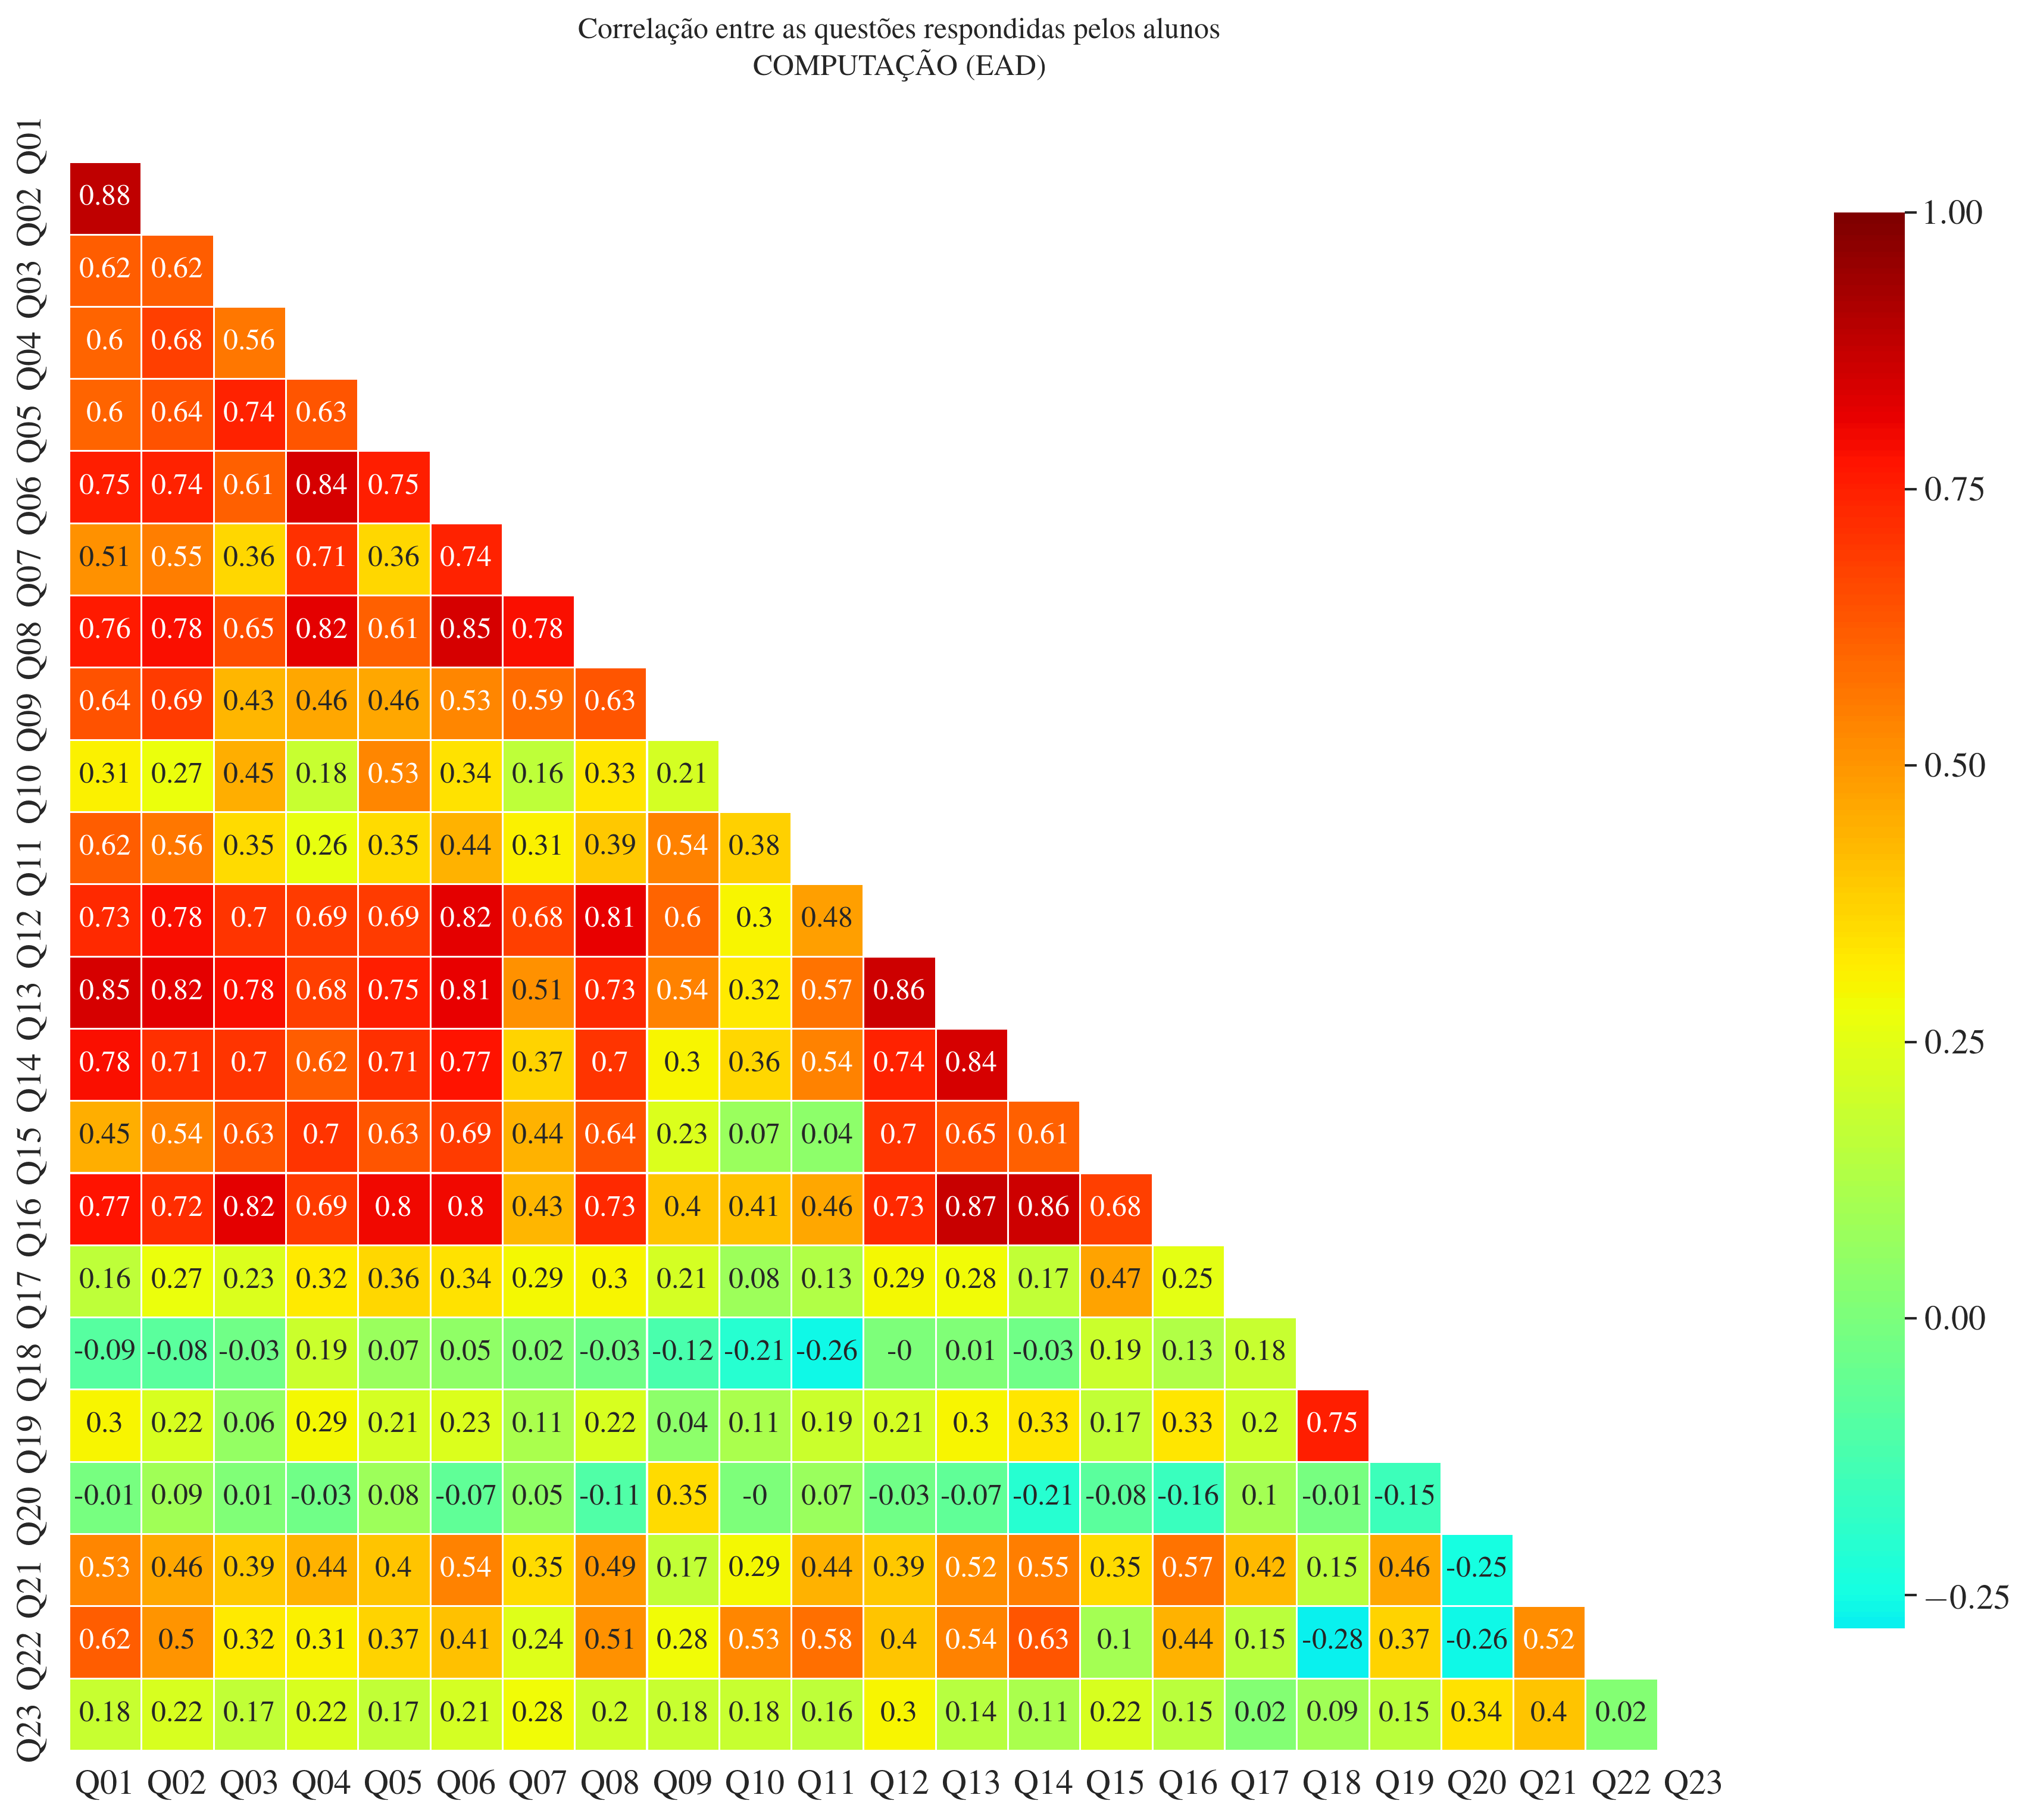 Correlação entre as questões respondidas pelos alunos
COMPUTAÇÃO (EAD)
Q01
Q02 0.88
Q03 0.62 0.62
Q04 0.6 0.68 0.56
Q05 0.6 0.64 0.74 0.63
Q06 0.75 0.74 0.61 0.84 0.75
Q07 0.51 0.55 0.36 0.71 0.36 0.74
Q08 0.76 0.78 0.65 0.82 0.61 0.85 0.78
Q09 0.64 0.69 0.43 0.46 0.46 0.53 0.59 0.63
Q10 0.31 0.27 0.45 0.18 0.53 0.34 0.16 0.33 0.21
Q11 0.62 0.56 0.35 0.26 0.35 0.44 0.31 0.39 0.54 0.38
Q12 0.73 0.78 0.7 0.69 0.69 0.82 0.68 0.81 0.6 0.3 0.48
Q13 0.85 0.82 0.78 0.68 0.75 0.81 0.51 0.73 0.54 0.32 0.57 0.86
Q14 0.78 0.71 0.7 0.62 0.71 0.77 0.37 0.7 0.3 0.36 0.54 0.74 0.84
Q15 0.45 0.54 0.63 0.7 0.63 0.69 0.44 0.64 0.23 0.07 0.04 0.7 0.65 0.61
Q16 0.77 0.72 0.82 0.69 0.8 0.8 0.43 0.73 0.4 0.41 0.46 0.73 0.87 0.86 0.68
Q17 0.16 0.27 0.23 0.32 0.36 0.34 0.29 0.3 0.21 0.08 0.13 0.29 0.28 0.17 0.47 0.25
Q18 -0.09 -0.08 -0.03 0.19 0.07 0.05 0.02 -0.03 -0.12 -0.21 -0.26 -0 0.01 -0.03 0.19 0.13 0.18
Q19 0.3 0.22 0.06 0.29 0.21 0.23 0.11 0.22 0.04 0.11 0.19 0.21 0.3 0.33 0.17 0.33 0.2 0.75
Q20 -0.01 0.09 0.01 -0.03 0.08 -0.07 0.05 -0.11 0.35 -0 0.07 -0.03 -0.07 -0.21 -0.08 -0.16 0.1 -0.01 -0.15
Q21 0.53 0.46 0.39 0.44 0.4 0.54 0.35 0.49 0.17 0.29 0.44 0.39 0.52 0.55 0.35 0.57 0.42 0.15 0.46 -0.25
Q22 0.62 0.5 0.32 0.31 0.37 0.41 0.24 0.51 0.28 0.53 0.58 0.4 0.54 0.63 0.1 0.44 0.15 -0.28 0.37 -0.26 0.52
Q23 0.18 0.22 0.17 0.22 0.17 0.21 0.28 0.2 0.18 0.18 0.16 0.3 0.14 0.11 0.22 0.15 0.02 0.09 0.15 0.34 0.4 0.02
Q01 Q02 Q03 Q04 Q05 Q06 Q07 Q08 Q09 Q10 Q11 Q12 Q13 Q14 Q15 Q16 Q17 Q18 Q19 Q20 Q21 Q22 Q23
1.00
0.75
0.50
0.25
0.00
−0.25